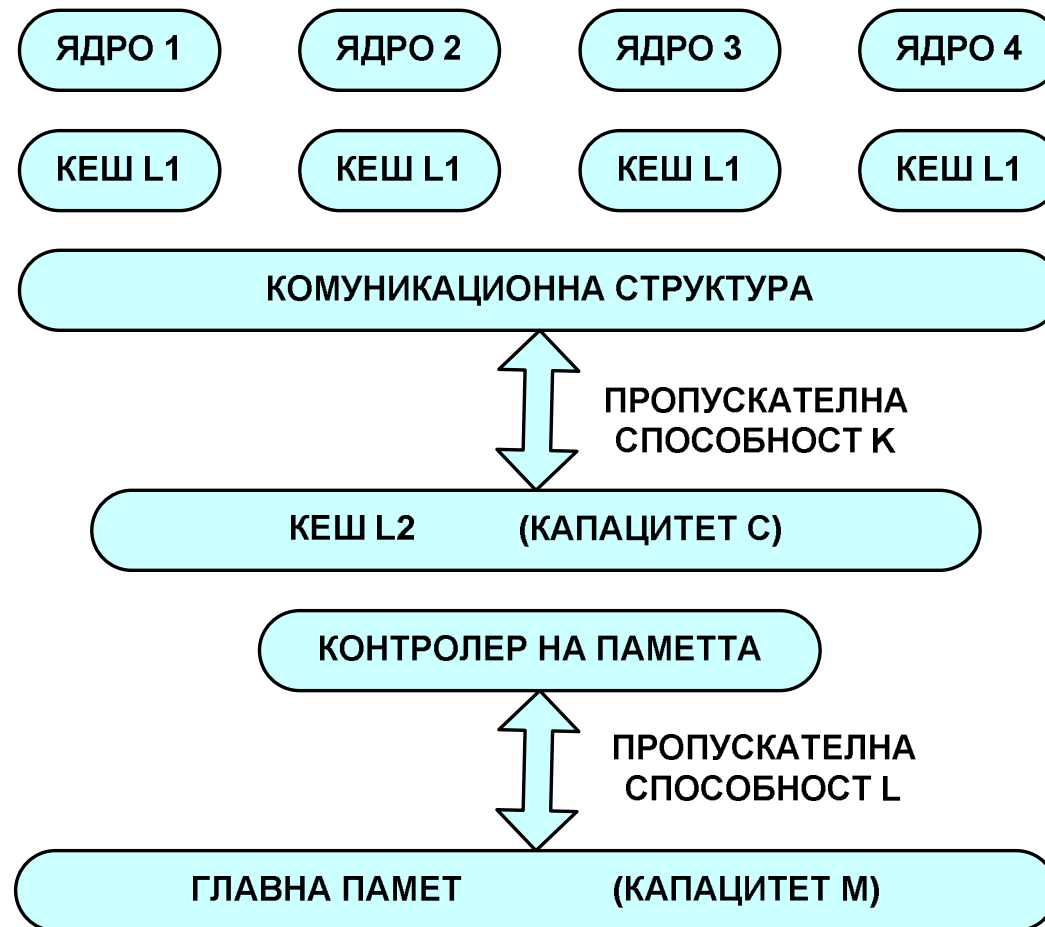 ЯДРО 1 ЯДРО 2 ЯДРО 3 ЯДРО 4
КЕШ L1 КЕШ L1 КЕШ L1 КЕШ L1
КОМУНИКАЦИОННА СТРУКТУРА
ПРОПУСКАТЕЛНА
СПОСОБНОСТ K
КЕШ L2 (КАПАЦИТЕТ C)
КОНТРОЛЕР НА ПАМЕТТА
ПРОПУСКАТЕЛНА
СПОСОБНОСТ L
ГЛАВНА ПАМЕТ (КАПАЦИТЕТ M)